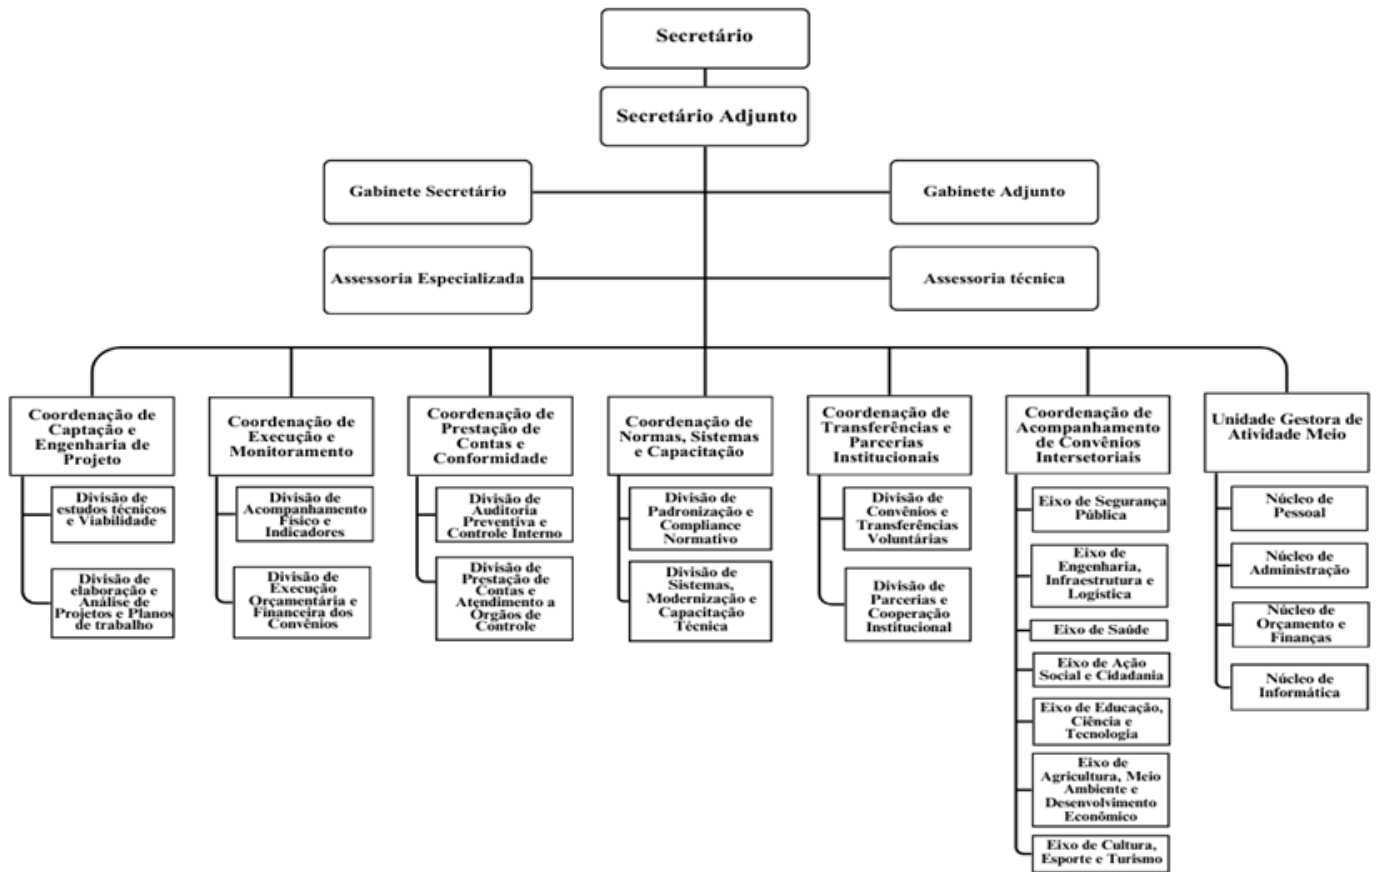 Secretário
Secretário Adjunto
Gabinete Secretário
Gabinete Adjunto
Assessoria Especializada
Assessoria técnica
Coordenação de
Captação e
Engenharia de
Projeto
Divisão de
estudos técnicos
e Viabilidade
Divisão de
elaboração e
Análise de
Projetos e Planos
de trabalho
Coordenação de
Execução e
Monitoramento
Divisão de
Acompanhamento
Físico e
Indicadores
Divisão de
Execução
Orçamentária e
Financeira dos
Convênios
Coordenação de
Prestação de
Contas e
Conformidade
Divisão de
Auditoria
Preventiva e
Controle Interno
Divisão de
Prestação de
Contas e
Atendimento a
Orgãos de
Controle
Coordenação de
Normas, Sistemas
e Capacitação
Divisão de
Padronização e
Compliance
Normativo
Divisão de
Sistemas,
Modernização e
Capacitação
Técnica
Coordenação de
Transferências e
Parcerias
Institucionais
Divisão de
Convênios e
Transferências
Voluntárias
Divisão de
Parcerias e
Cooperação
Institucional
Coordenação de
Acompanhamento
de Convênios
Intersetoriais
Eixo de Segurança
Pública
Eixo de
Engenharia,
Infraestrutura e
Logística
Eixo de Saúde
Eixo de Ação
Social e Cidadania
Eixo de Educação,
Ciência e
Tecnologia
Eixo de
Agricultura, Meio
Ambiente e
Desenvolvimento
Econômico
Eixo de Cultura,
Esporte e Turismo
Unidade Gestora de
Atividade Meio
Núcleo de
Pessoal
Núcleo de
Administração
Núcleo de
Orçamento e
Finanças
Núcleo de
Informática